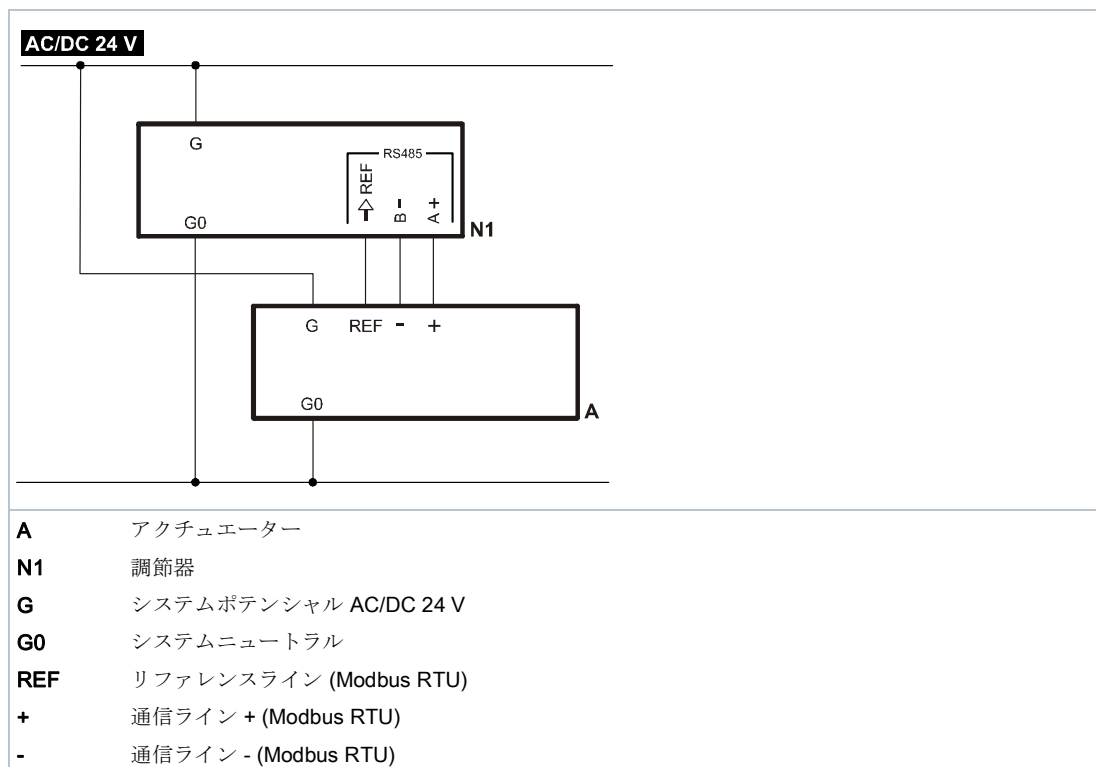 AC/DC 24 V
G
RS485
REF
B -
A +
G0
N1
G REF - +
G0
A
A アクチュエーター
N1 調節器
G システムポテンシャル AC/DC 24 V
G0 システムニュートラル
REF リファレンスライン (Modbus RTU)
+ 通信ライン + (Modbus RTU)
- 通信ライン - (Modbus RTU)